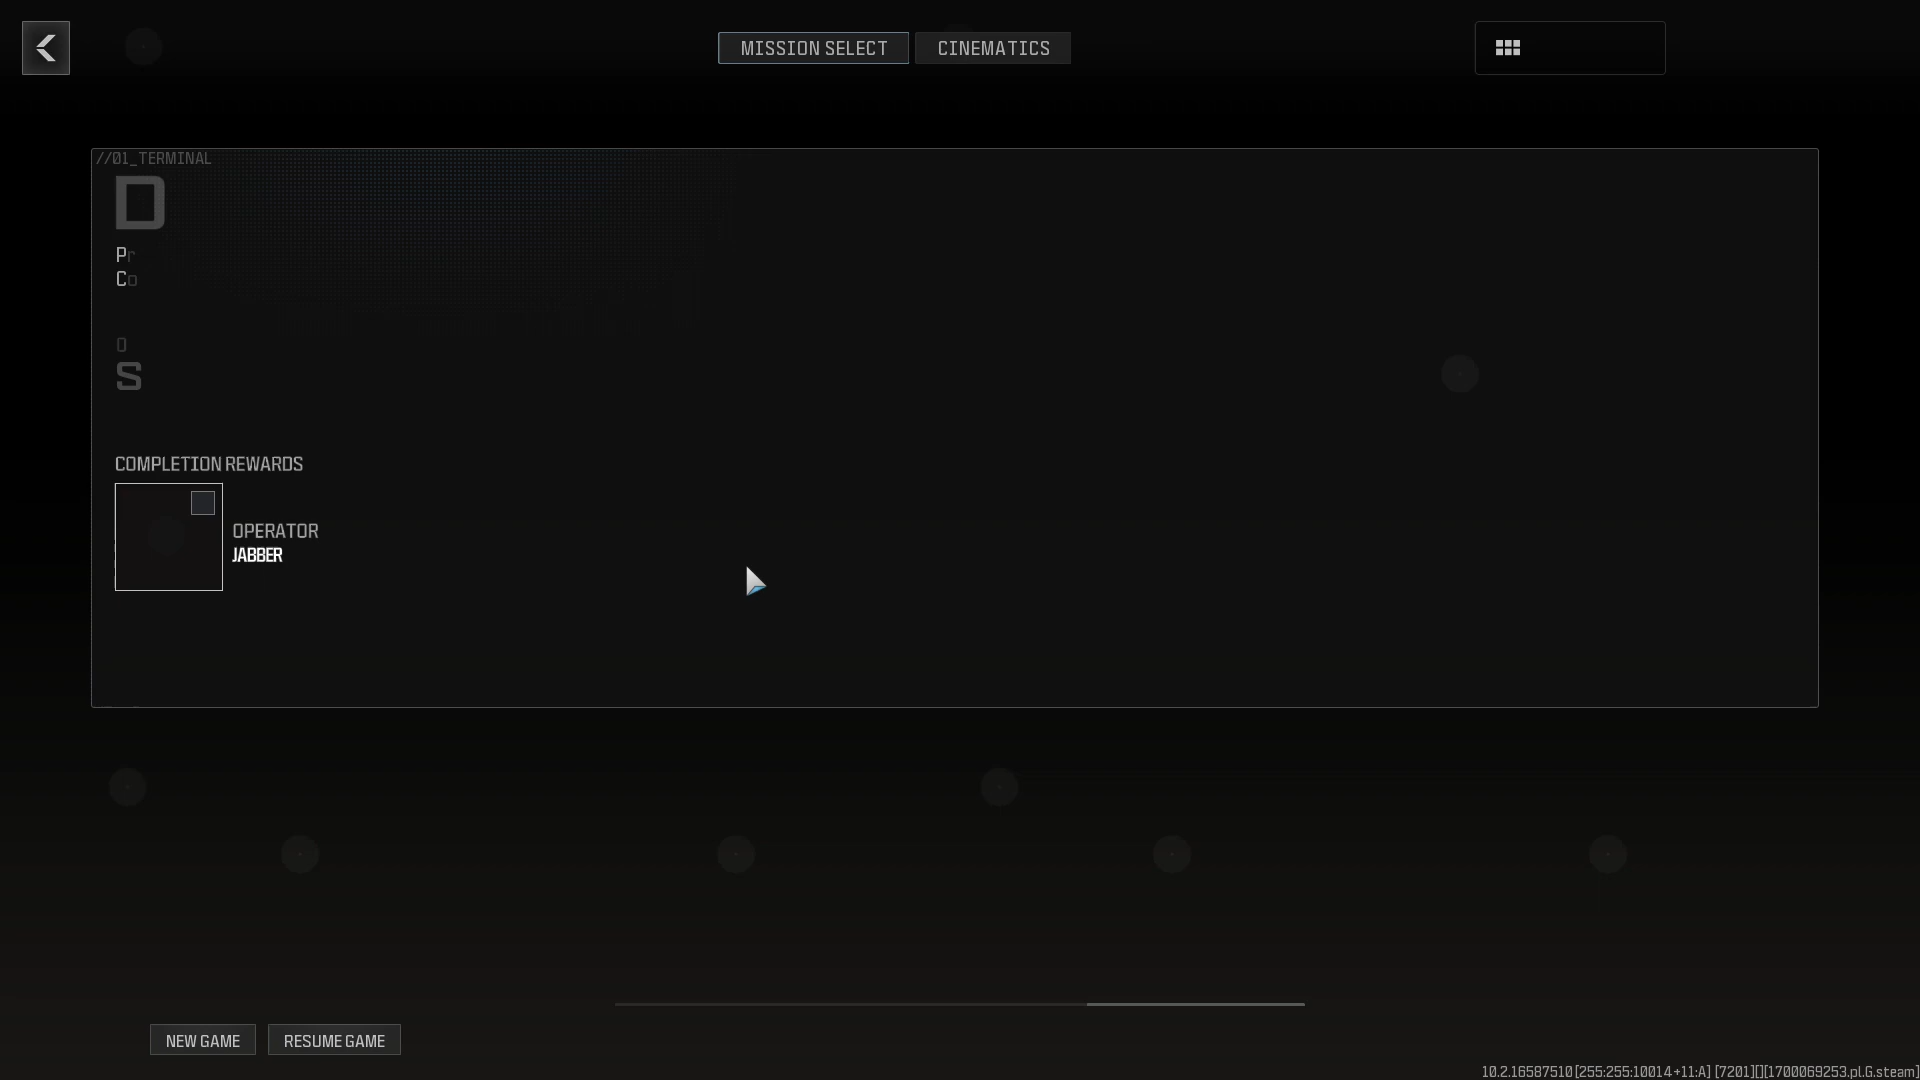 MISSION SELECT
CINEMATICS
//01_TERMINAL
D
Pr
Co
O
S
COMPLETION REWARDS
OPERATOR
JABBER
NEW GAME
RESUME GAME
10.2.16587510[255:255:10014+11:A] [7201][][1700069253.pl.G.steam]